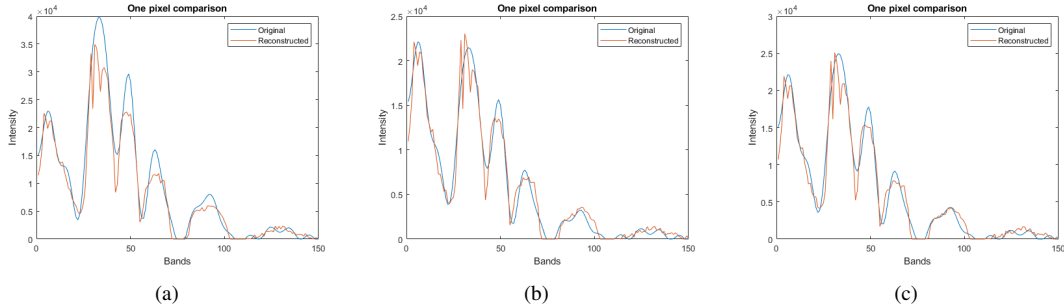 One pixel comparison
×10⁴
Original
Reconstructed
4
3.5
3
2.5
2
1.5
1
0.5
0
Intensity
0 50 100 150
Bands
(a)
One pixel comparison
×10⁴
Original
Reconstructed
2.5
2
1.5
1
0.5
0
Intensity
0 50 100 150
Bands
(b)
One pixel comparison
×10⁴
Original
Reconstructed
3
2.5
2
1.5
1
0.5
0
Intensity
0 50 100 150
Bands
(c)